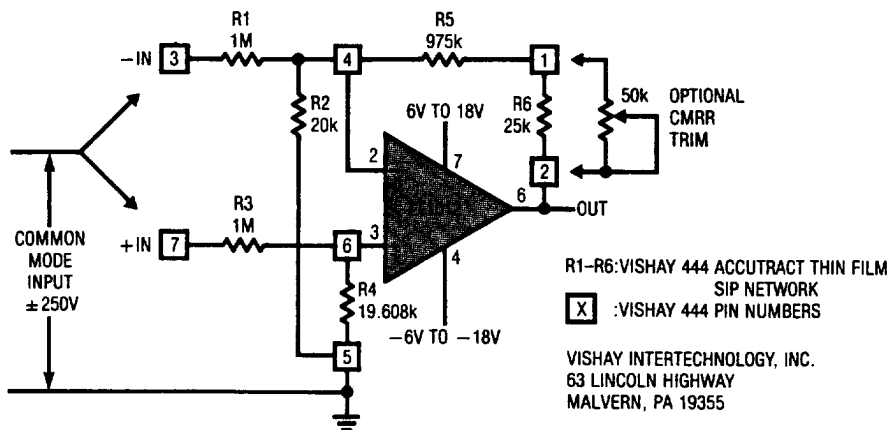 R1
1M
R5
975k
−IN
3
4
1
R2
20k
6V TO 18V
R6
25k
50k
OPTIONAL
CMRR
TRIM
2
7
2
6
OUT
R3
1M
+IN
7
6
3
4
COMMON
MODE
INPUT
±250V
R4
19.608k
−6V TO −18V
5
R1–R6:VISHAY 444 ACCUTRACT THIN FILM
SIP NETWORK
X :VISHAY 444 PIN NUMBERS
VISHAY INTERTECHNOLOGY, INC.
63 LINCOLN HIGHWAY
MALVERN, PA 19355